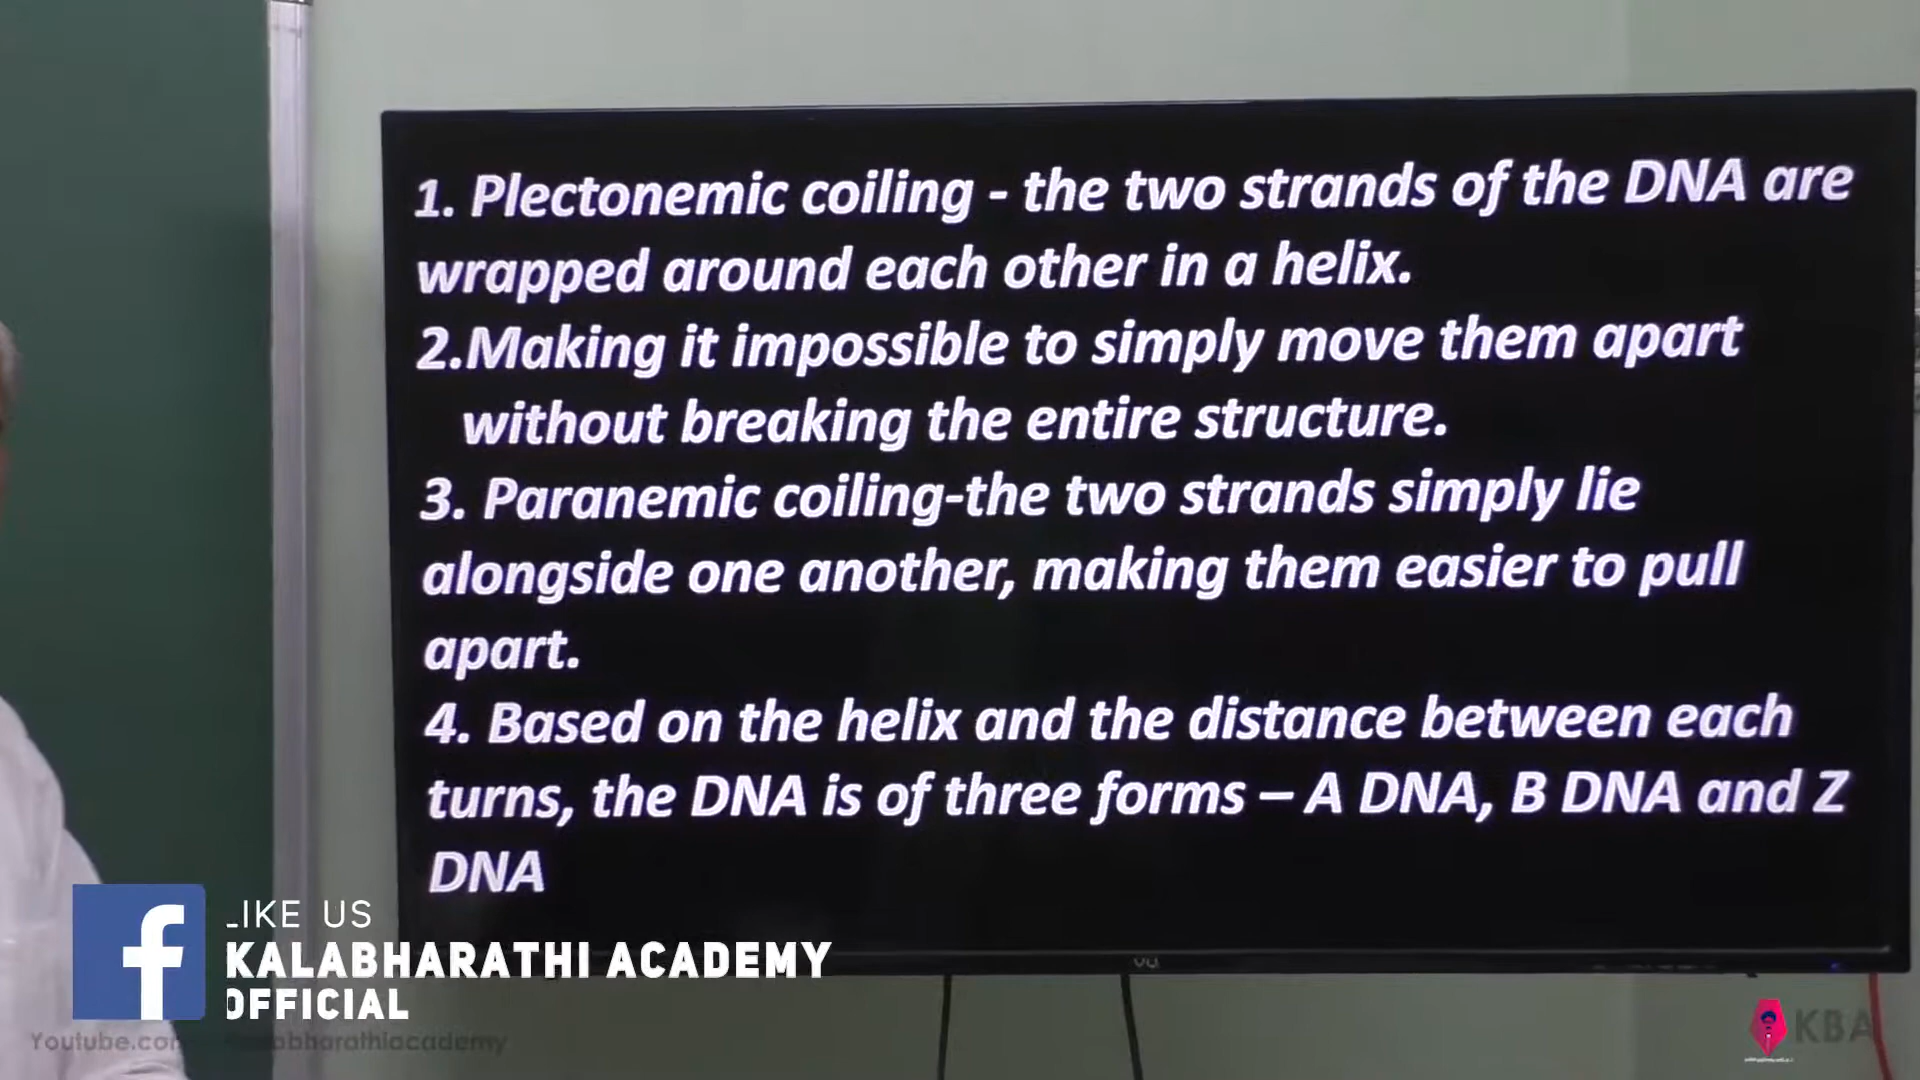 1. Plectonemic coiling - the two strands of the DNA are
wrapped around each other in a helix.
2.Making it impossible to simply move them apart
without breaking the entire structure.
3. Paranemic coiling-the two strands simply lie
alongside one another, making them easier to pull
apart.
4. Based on the helix and the distance between each
turns, the DNA is of three forms – A DNA, B DNA and Z
DNA
LIKE US
KALABHARATHI ACADEMY
OFFICIAL
KBA